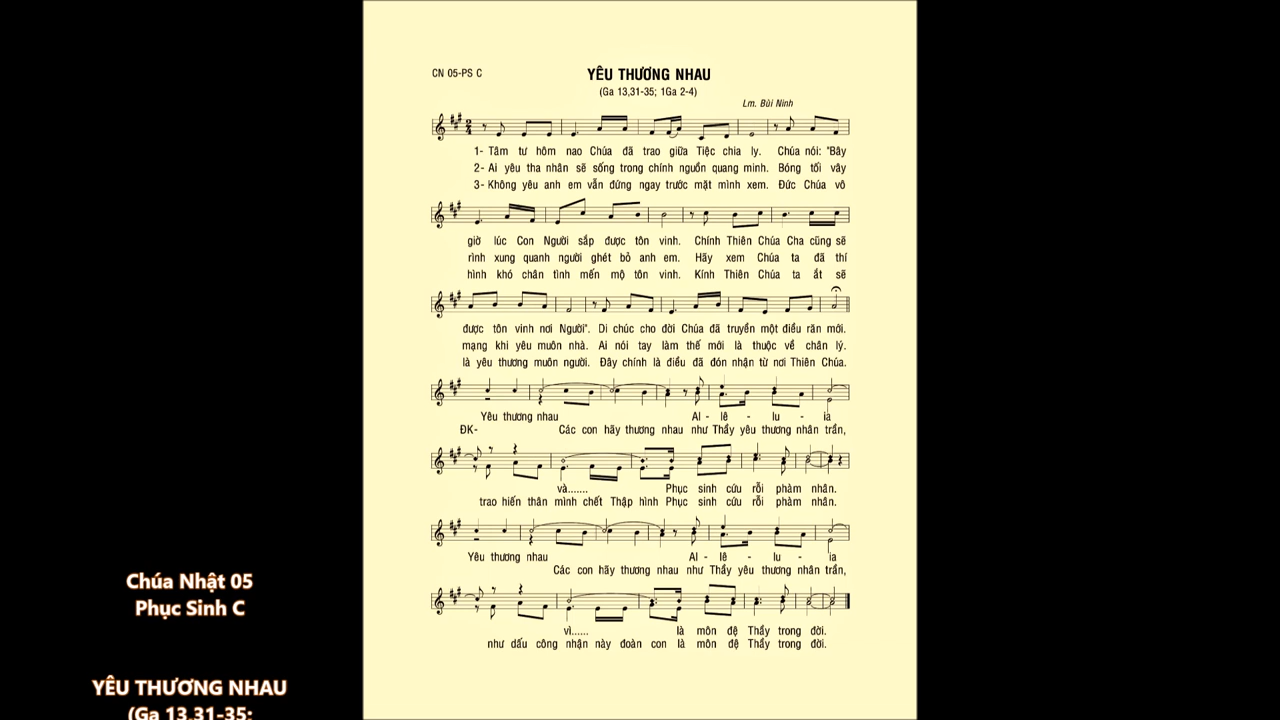 CN 05-PS C
YÊU THƯƠNG NHAU
(Ga 13,31-35; 1Ga 2-4)
Lm. Bùi Ninh
1- Tâm tư hôm nao Chúa đã trao giữa Tiệc chia ly. Chúa nói: "Bây
2- Ai yêu tha nhân sẽ sống trong chính nguồn quang minh. Bóng tối vây
3- Không yêu anh em vẫn đứng ngay trước mặt mình xem. Đức Chúa vô
giờ lúc Con Người sắp được tôn vinh. Chính Thiên Chúa Cha cũng sẽ
rình xung quanh người ghét bỏ anh em. Hãy xem Chúa ta đã thí
hình khó chân tình mến mộ tôn vinh. Kính Thiên Chúa ta ắt sẽ
được tôn vinh nơi Người". Di chúc cho đời Chúa đã truyền một điều răn mới.
mạng khi yêu muôn nhà. Ai nói tay làm thế mới là thuộc về chân lý.
là yêu thương muôn người. Đây chính là điều đã đón nhận từ nơi Thiên Chúa.
Yêu thương nhau Al - lê - lu - ia
ĐK- Các con hãy thương nhau như Thầy yêu thương nhân trần,
và....... Phục sinh cứu rỗi phàm nhân.
trao hiến thân mình chết Thập hình Phục sinh cứu rỗi phàm nhân.
Yêu thương nhau Al - lê - lu - ia
Các con hãy thương nhau như Thầy yêu thương nhân trần,
vì...... là môn đệ Thầy trong đời.
như dấu công nhận này đoàn con là môn đệ Thầy trong đời.
Chúa Nhật 05
Phục Sinh C
YÊU THƯƠNG NHAU
(Ga 13,31-35;